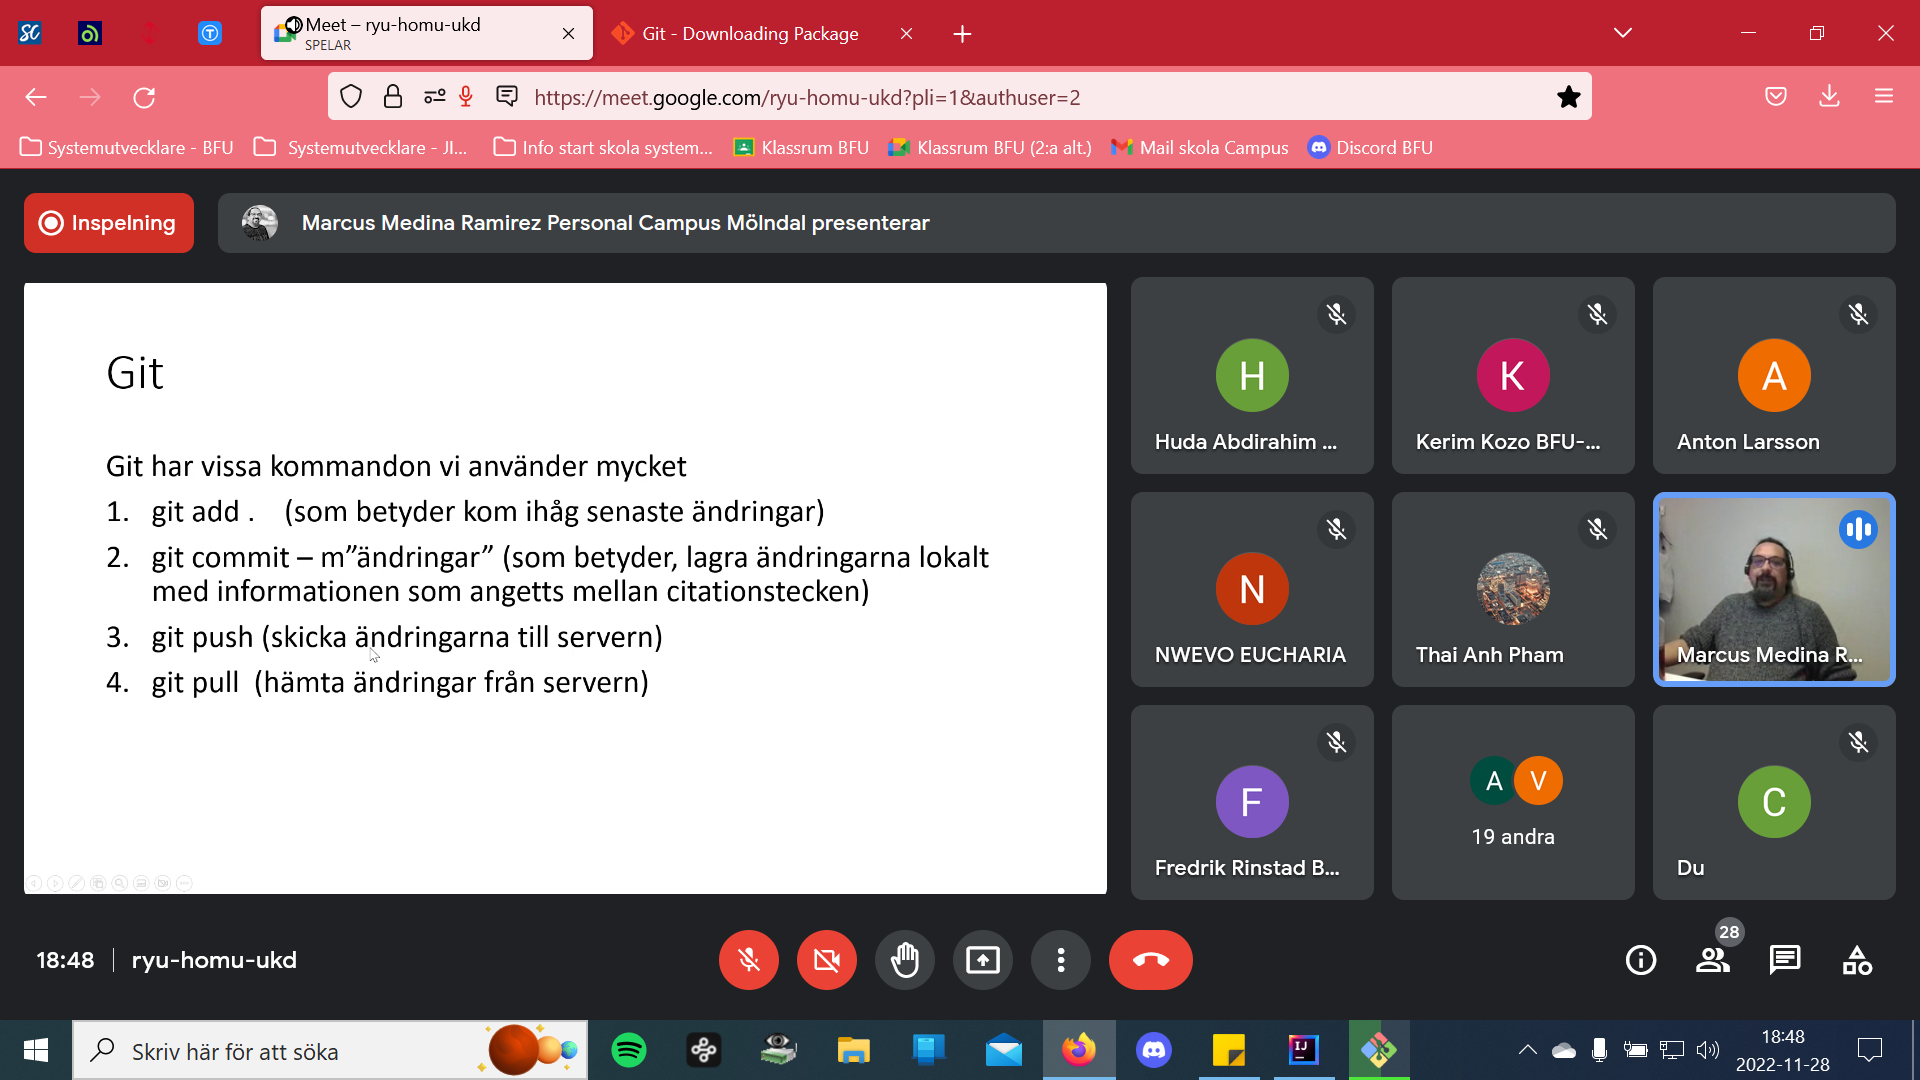 Meet – ryu-homu-ukd
SPELAR
Git - Downloading Package
https://meet.google.com/ryu-homu-ukd?pli=1&authuser=2
Systemutvecklare - BFU
Systemutvecklare - JI...
Info start skola system...
Klassrum BFU
Klassrum BFU (2:a alt.)
Mail skola Campus
Discord BFU
Inspelning
Marcus Medina Ramirez Personal Campus Mölndal presenterar
Git
Git har vissa kommandon vi använder mycket
1. git add . (som betyder kom ihåg senaste ändringar)
2. git commit – m”ändringar” (som betyder, lagra ändringarna lokalt
med informationen som angetts mellan citationstecken)
3. git push (skicka ändringarna till servern)
4. git pull (hämta ändringar från servern)
H
Huda Abdirahim ...
K
Kerim Kozo BFU-...
A
Anton Larsson
N
NWEVO EUCHARIA
Thai Anh Pham
Marcus Medina R...
F
Fredrik Rinstad B...
A V
19 andra
C
Du
18:48
ryu-homu-ukd
28
Skriv här för att söka
IJ
18:48
2022-11-28